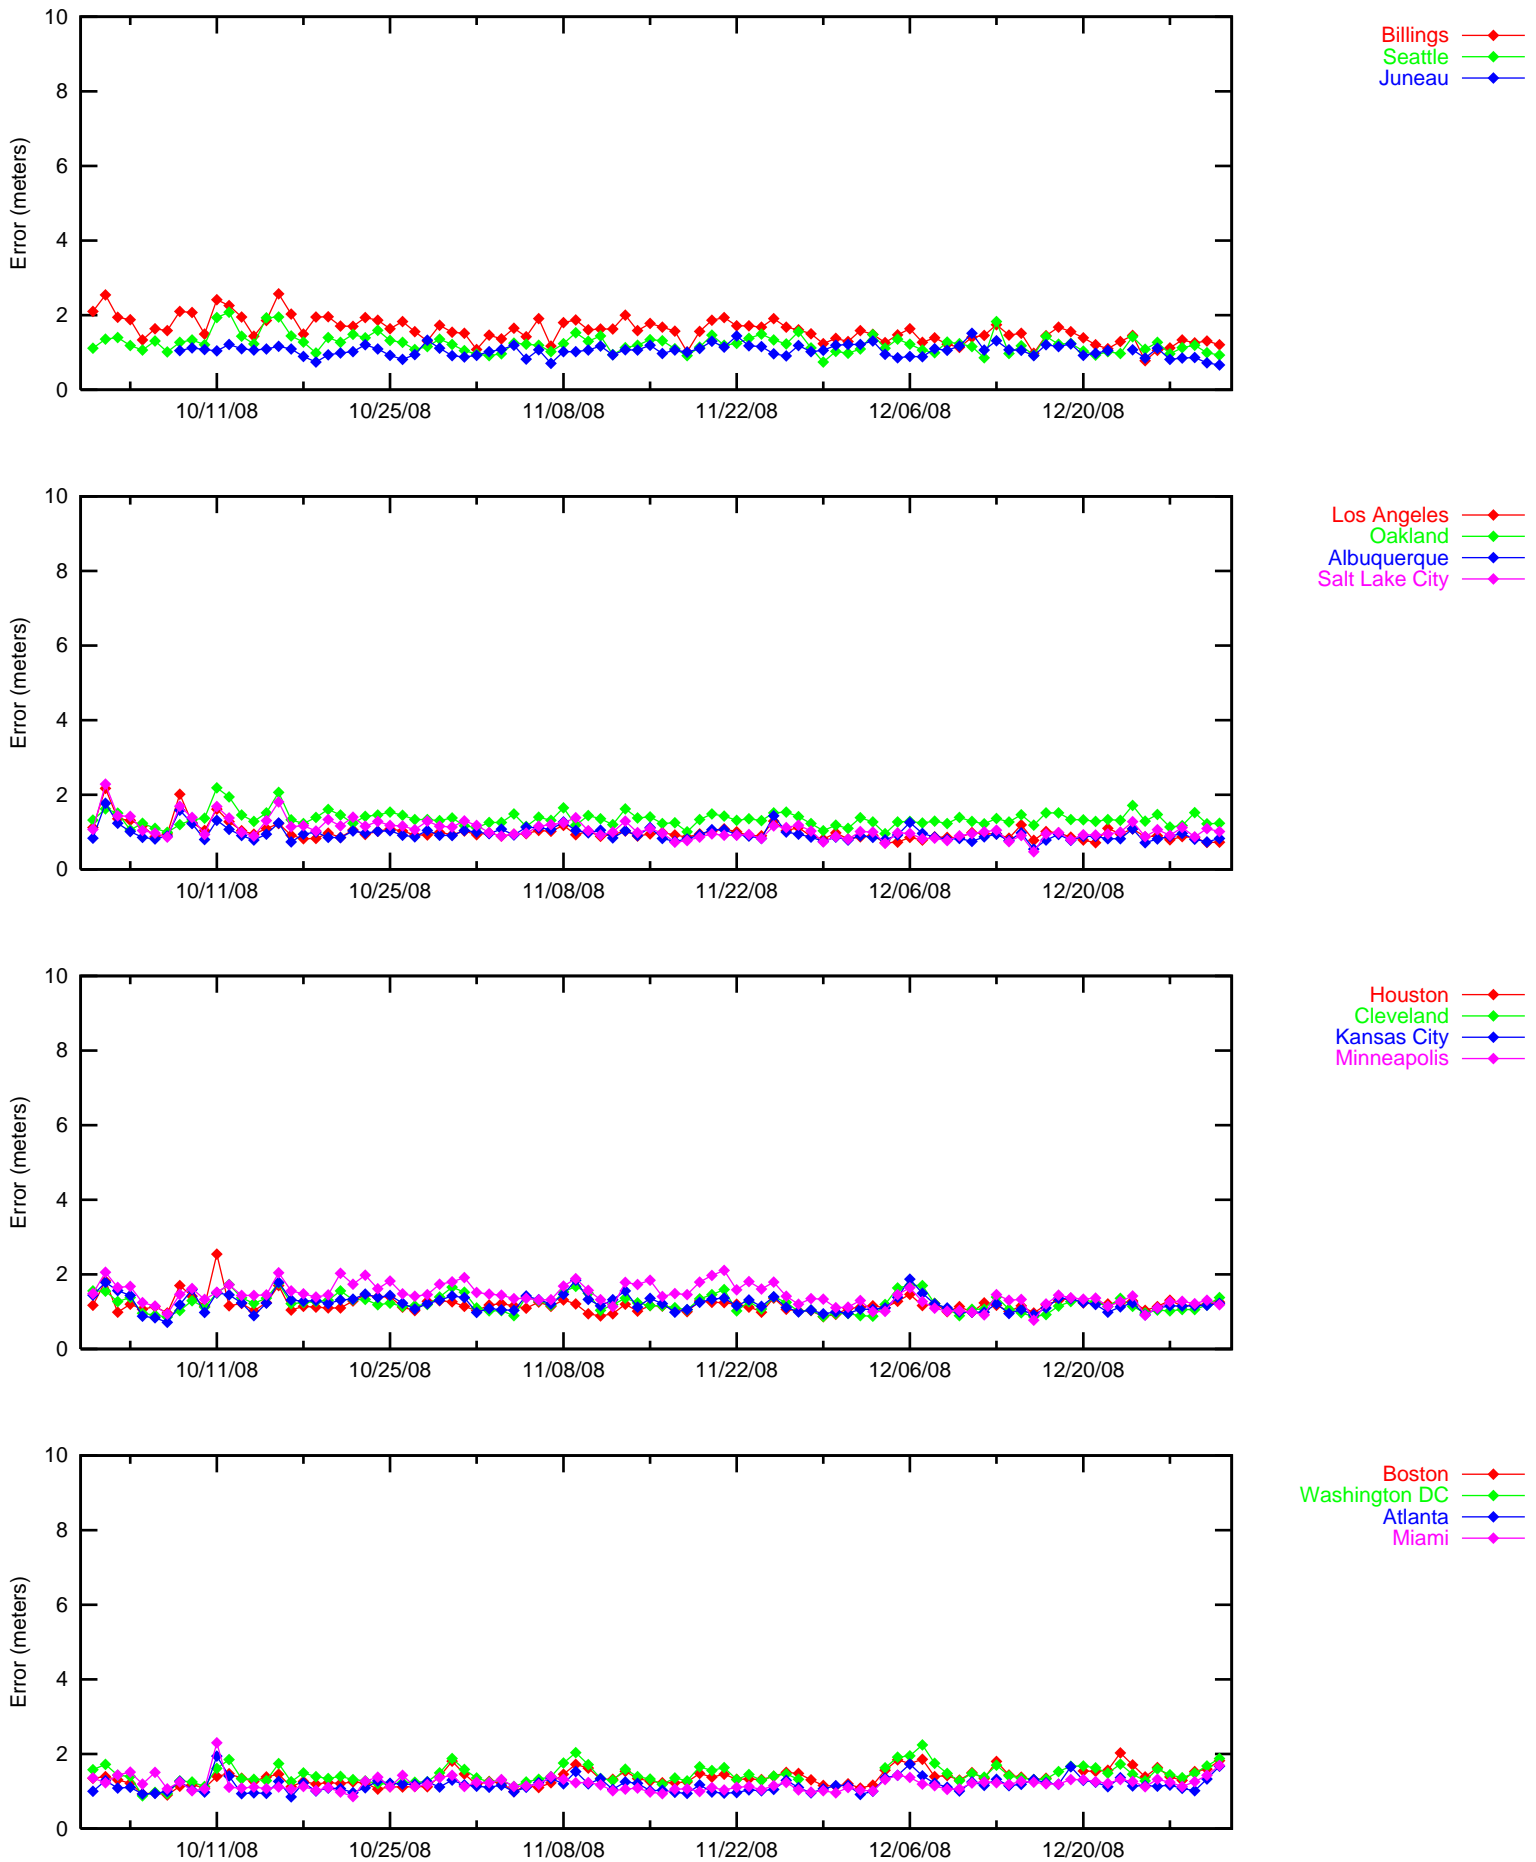 10
8
6
4
2
0
Error (meters)
10/11/08 10/25/08 11/08/08 11/22/08 12/06/08 12/20/08
Billings
Seattle
Juneau
10
8
6
4
2
0
Error (meters)
10/11/08 10/25/08 11/08/08 11/22/08 12/06/08 12/20/08
Los Angeles
Oakland
Albuquerque
Salt Lake City
10
8
6
4
2
0
Error (meters)
10/11/08 10/25/08 11/08/08 11/22/08 12/06/08 12/20/08
Houston
Cleveland
Kansas City
Minneapolis
10
8
6
4
2
0
Error (meters)
10/11/08 10/25/08 11/08/08 11/22/08 12/06/08 12/20/08
Boston
Washington DC
Atlanta
Miami